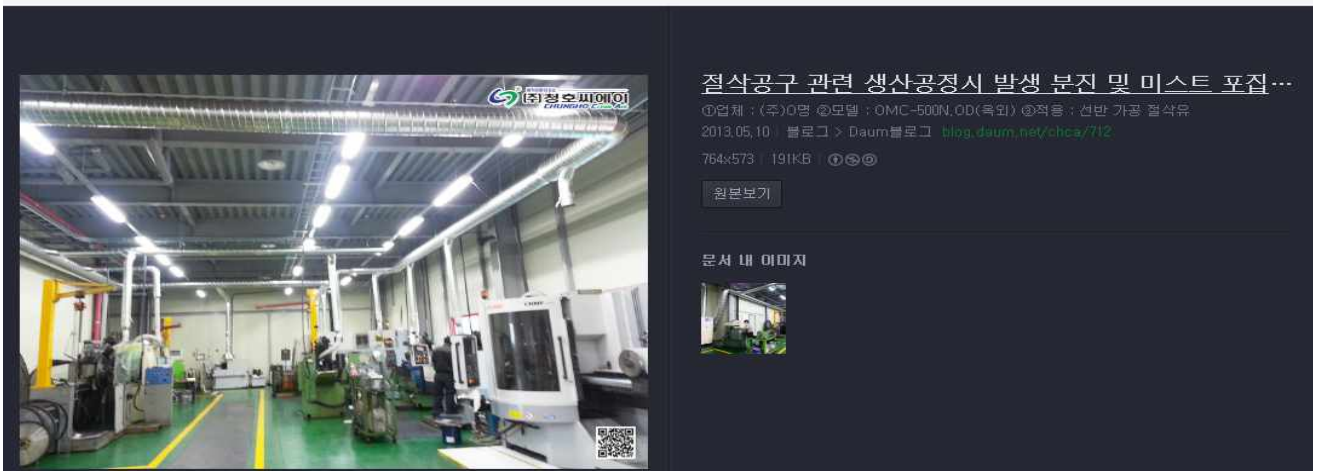 (주)청호씨에이
CHUNGHO Clean Air
절삭공구 관련 생산공정시 발생 분진 및 미스트 포집…
①업체 : (주)O명 ②모델 : OMC-500N,OD(옥외) ③적용 : 선반 가공 절삭유
2013.05.10 | 블로그 > Daum블로그 blog.daum.net/chca/712
764x573 | 191KB
원본보기
문서 내 이미지